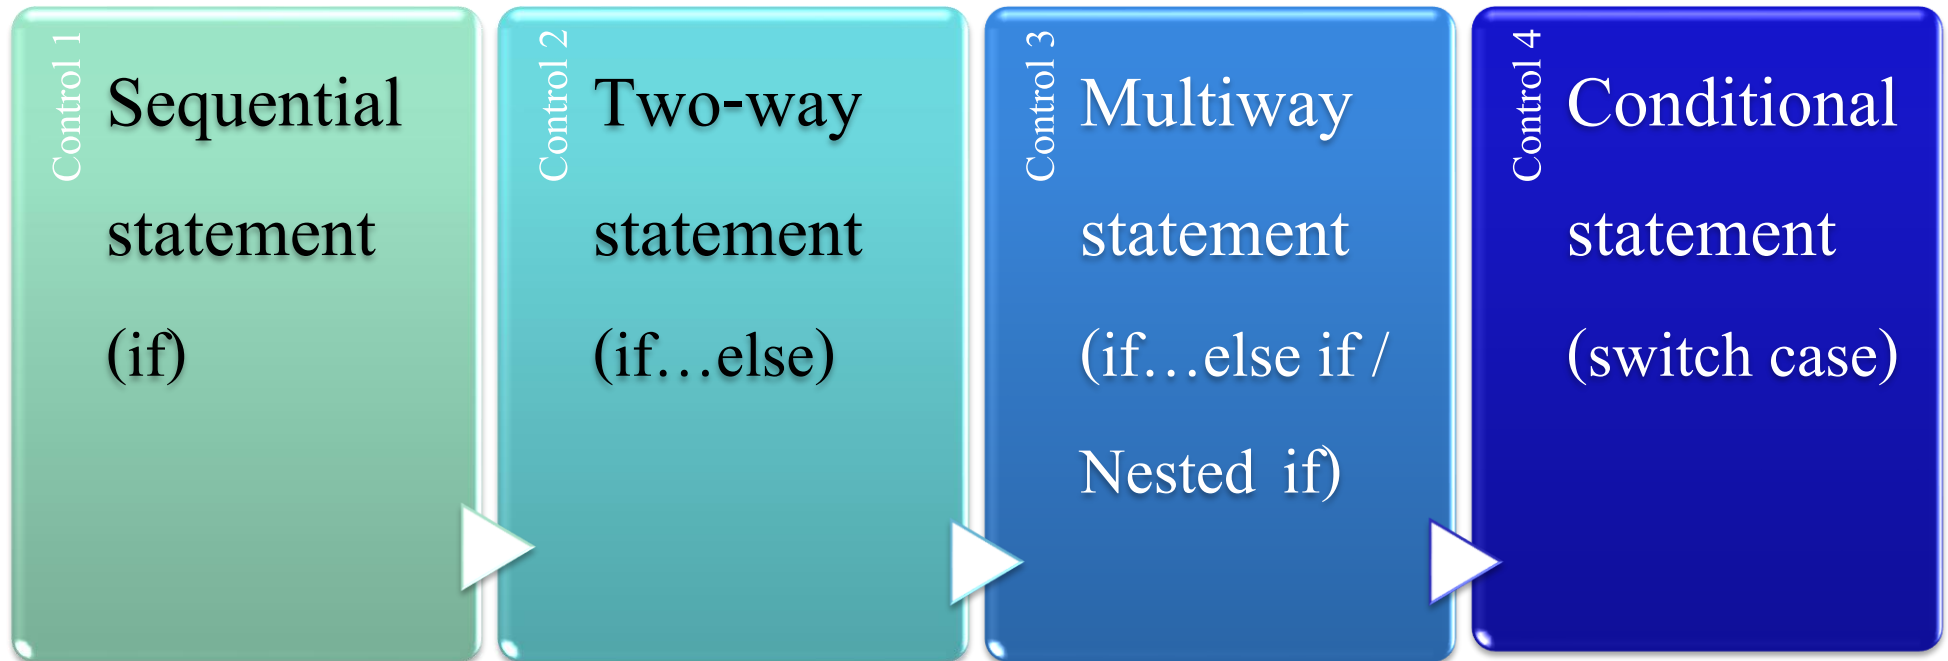 Control 1
Sequential
statement
(if)
Control 2
Two-way
statement
(if…else)
Control 3
Multiway
statement
(if…else if /
Nested if)
Control 4
Conditional
statement
(switch case)